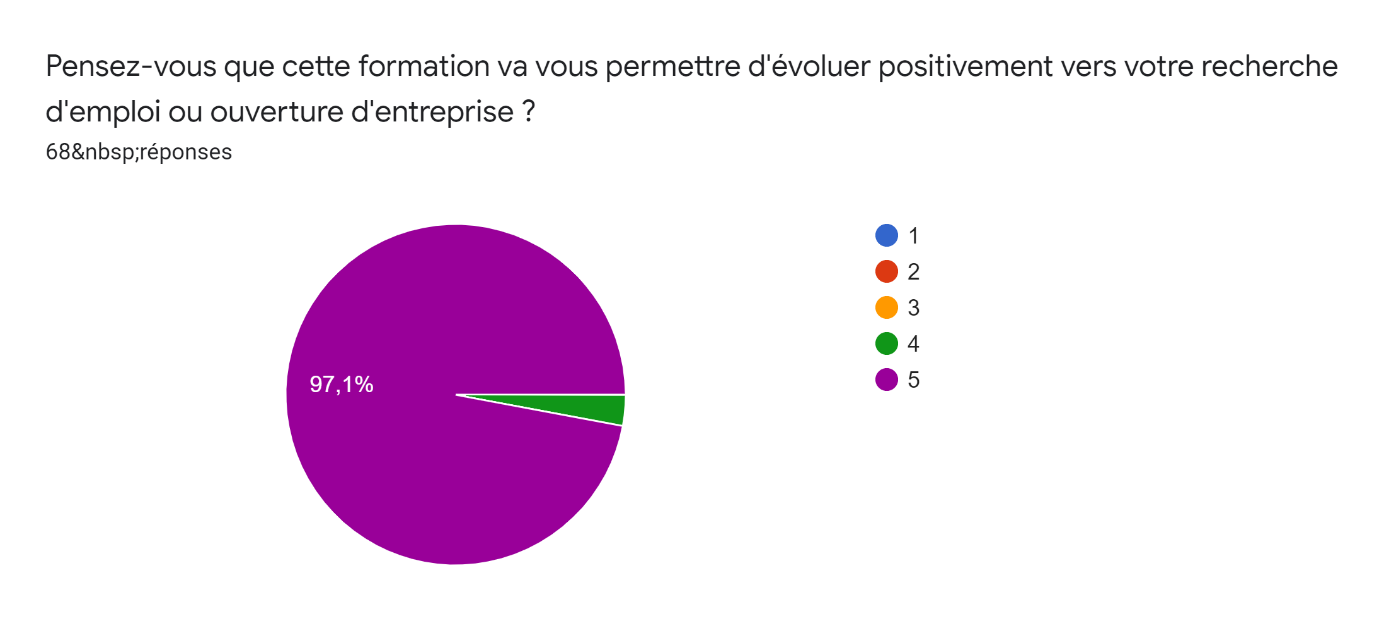 Pensez-vous que cette formation va vous permettre d'évoluer positivement vers votre recherche
d'emploi ou ouverture d'entreprise ?
68&nbsp;réponses
97,1%
1
2
3
4
5